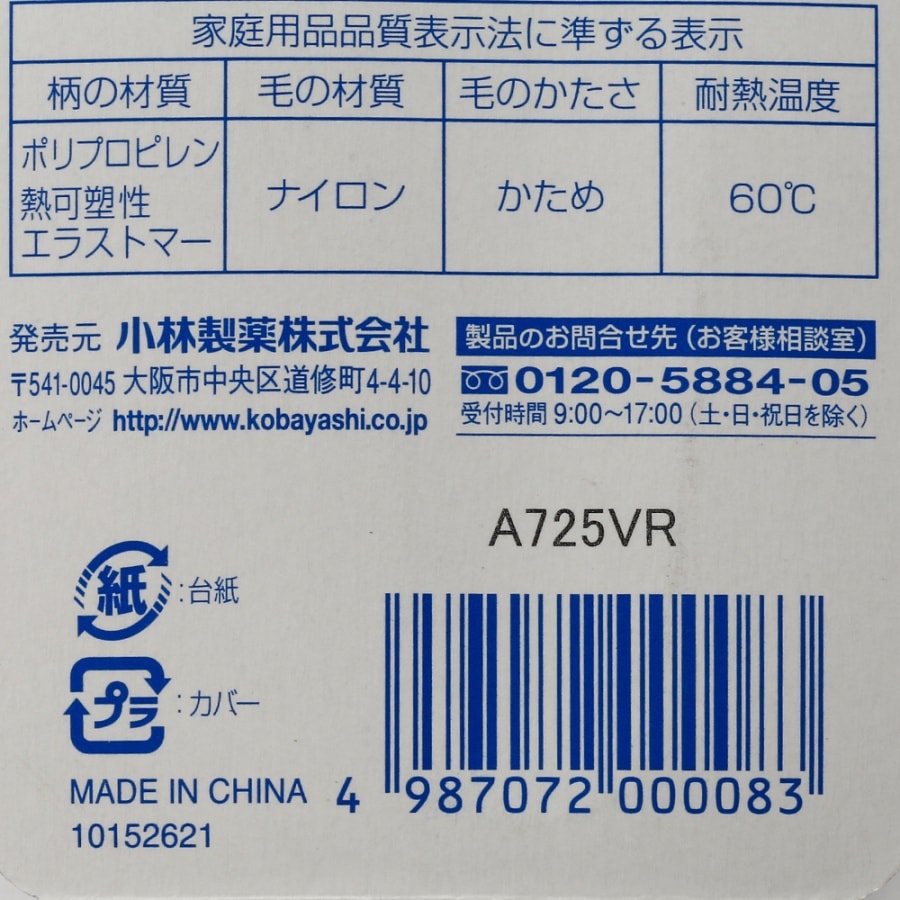 家庭用品品質表示法に準ずる表示
柄の材質 毛の材質 毛のかたさ 耐熱温度
ポリプロピレン
熱可塑性
エラストマー
ナイロン
かため
60℃
発売元 小林製薬株式会社
〒541-0045 大阪市中央区道修町4-4-10
ホームページ http://www.kobayashi.co.jp
製品のお問合せ先(お客様相談室)
0120-5884-05
受付時間 9:00~17:00(土・日・祝日を除く)
A725VR
紙:台紙
プラ:カバー
MADE IN CHINA
10152621
4 987072 000083